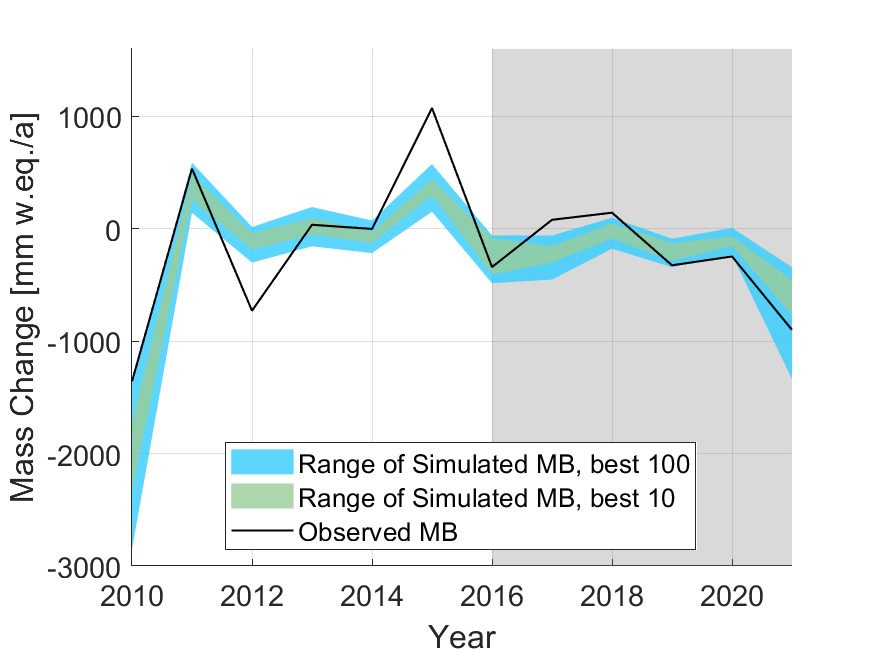 Mass Change [mm w.eq./a]
1000
0
-1000
-2000
-3000
Range of Simulated MB, best 100
Range of Simulated MB, best 10
Observed MB
2010 2012 2014 2016 2018 2020
Year